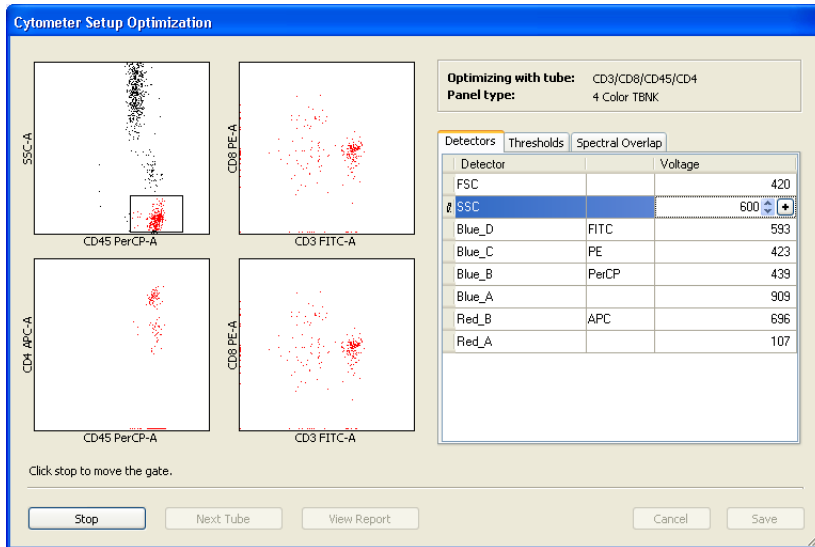 Cytometer Setup Optimization
SSC-A
CD45 PerCP-A
CD8 PE-A
CD3 FITC-A
CD4 APC-A
CD45 PerCP-A
CD8 PE-A
CD3 FITC-A
Optimizing with tube: CD3/CD8/CD45/CD4
Panel type: 4 Color TBNK
Detectors Thresholds Spectral Overlap
Detector Voltage
FSC 420
SSC 600 +
Blue_D FITC 593
Blue_C PE 423
Blue_B PerCP 439
Blue_A 909
Red_B APC 696
Red_A 107
Click stop to move the gate.
Stop Next Tube View Report Cancel Save